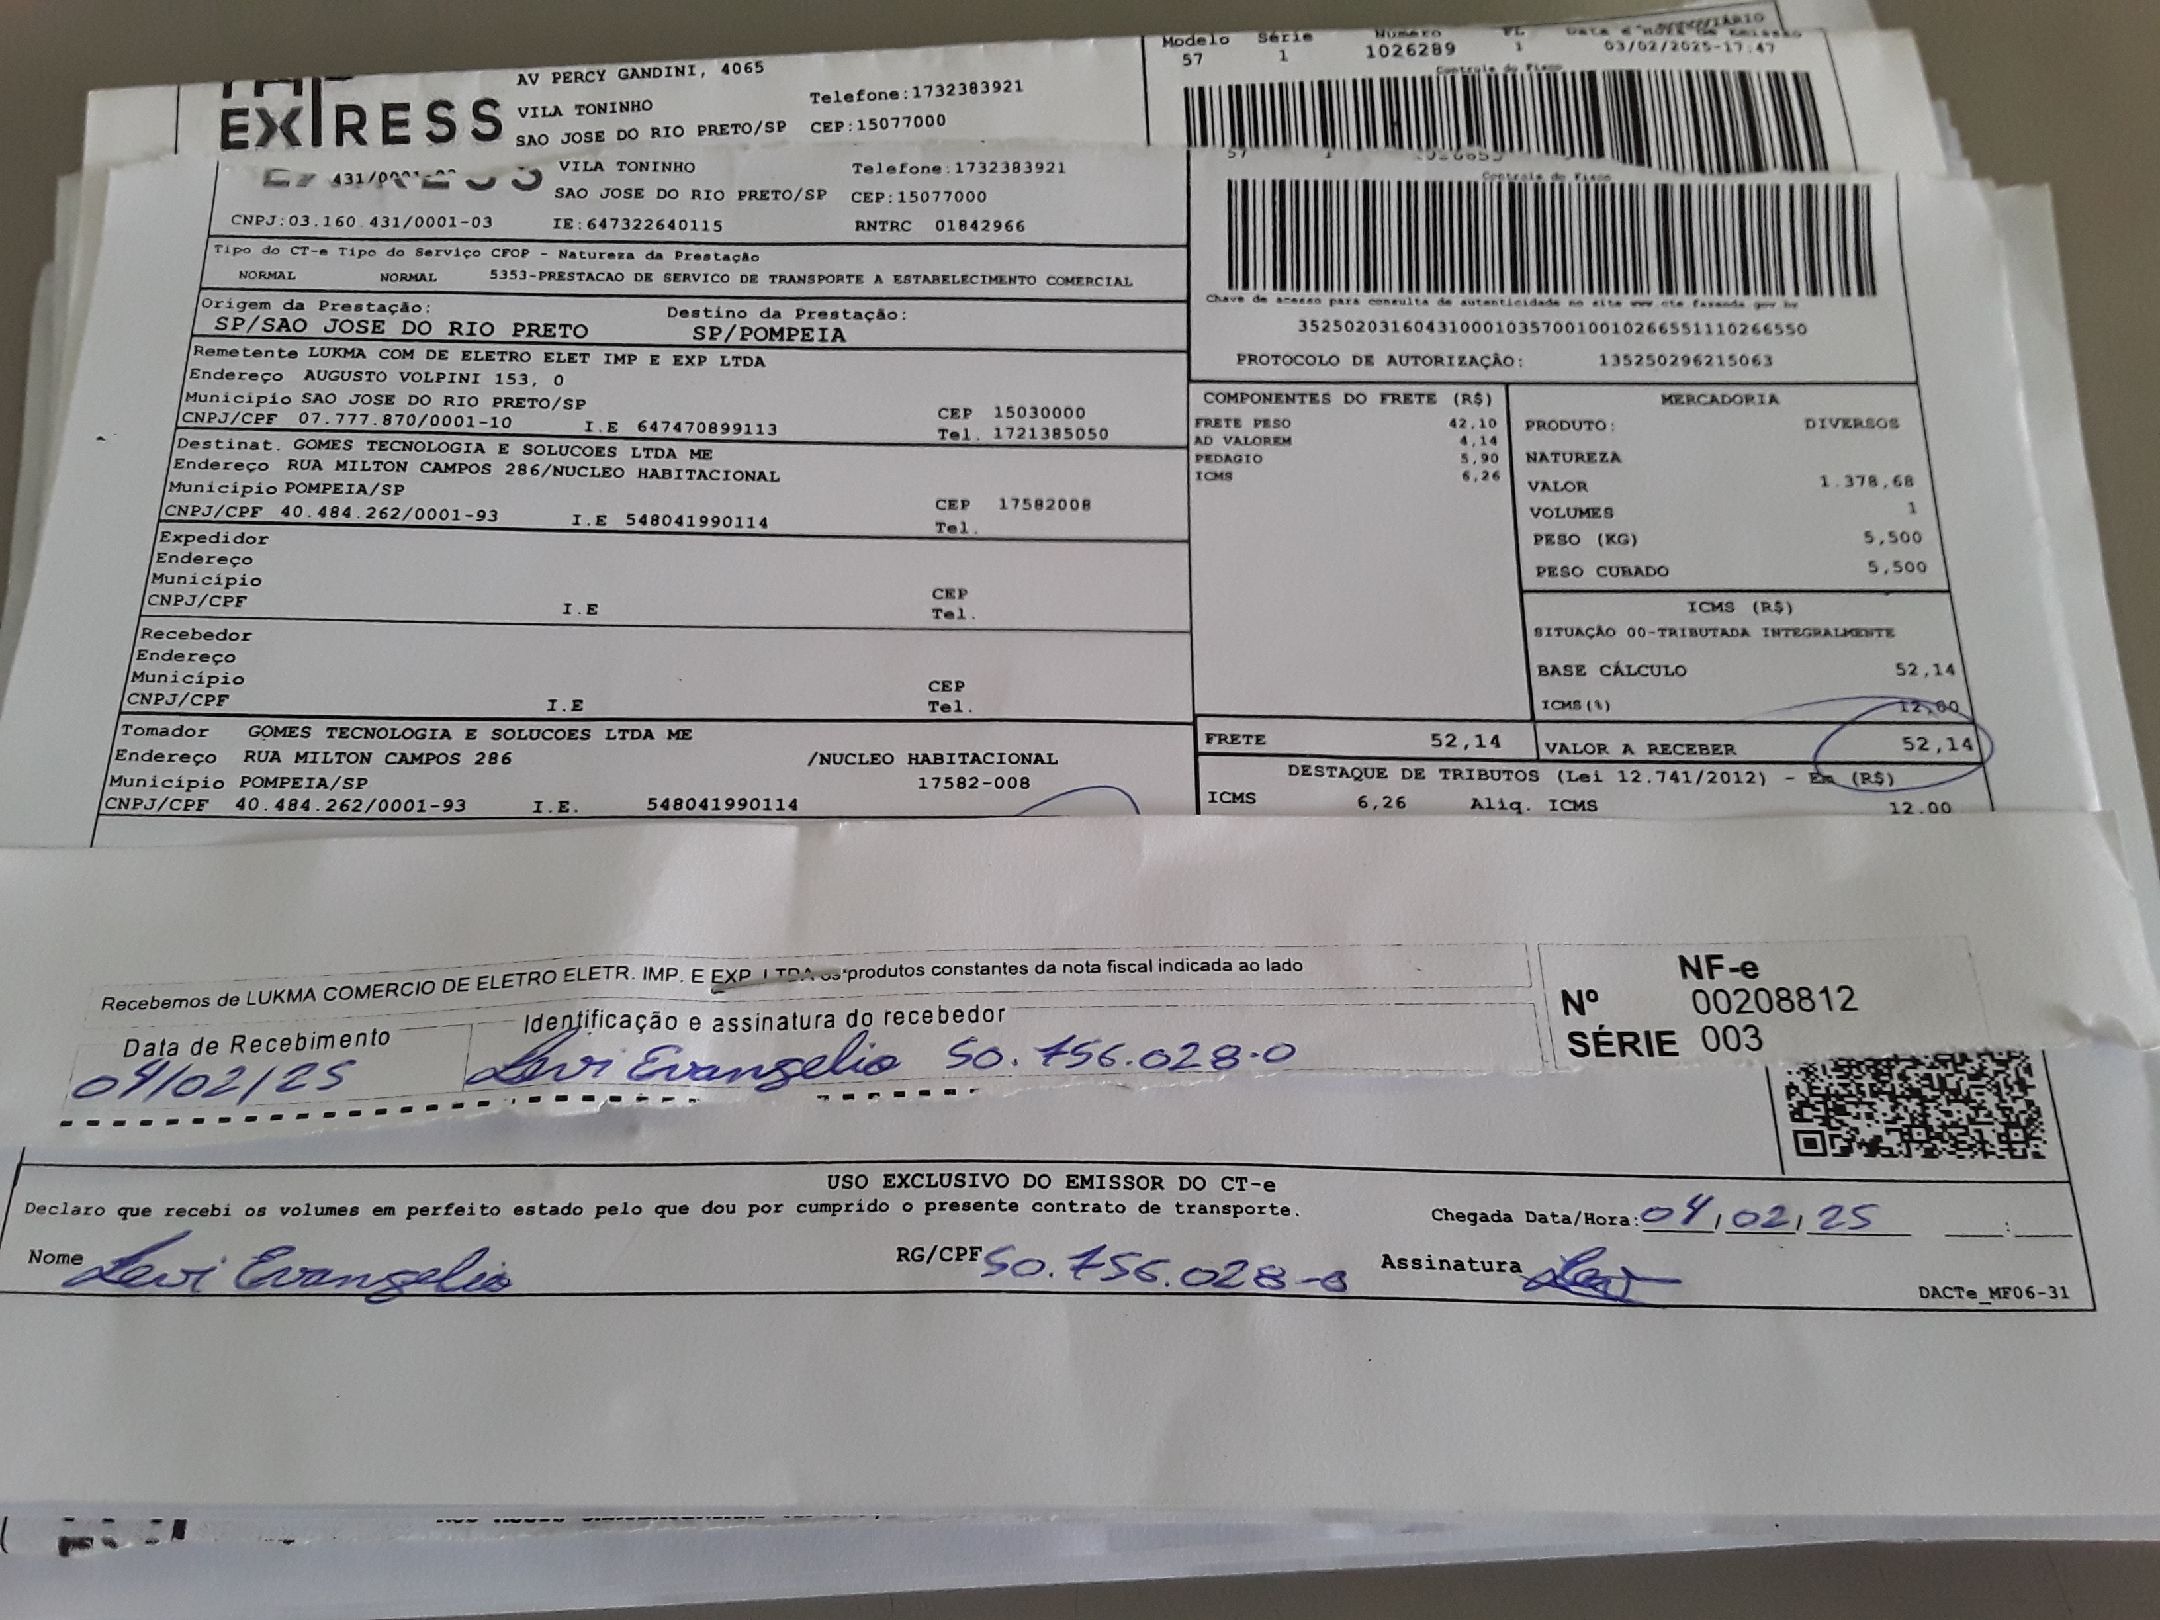 EXPRESS
AV PERCY GANDINI, 4065
VILA TONINHO Telefone:1732383921
SAO JOSE DO RIO PRETO/SP CEP:15077000
Modelo Série Número FL
57 1 1026289 1 03/02/2025-17.47
Controle do Fisco
VILA TONINHO Telefone:1732383921
SAO JOSE DO RIO PRETO/SP CEP:15077000
CNPJ:03.160.431/0001-03 IE:647322640115 RNTRC 01842966
Controle do Fisco
Tipo do CT-e Tipo do Serviço CFOP - Natureza da Prestação
NORMAL NORMAL 5353-PRESTACAO DE SERVICO DE TRANSPORTE A ESTABELECIMENTO COMERCIAL
Chave de acesso para consulta de autenticidade no site www.cte.fazenda.gov.br
35250203160431000103570010010266551110266550
PROTOCOLO DE AUTORIZAÇÃO: 135250296215063
Origem da Prestação: Destino da Prestação:
SP/SAO JOSE DO RIO PRETO SP/POMPEIA
Remetente LUKMA COM DE ELETRO ELET IMP E EXP LTDA
Endereço AUGUSTO VOLPINI 153, 0
Município SAO JOSE DO RIO PRETO/SP CEP 15030000
CNPJ/CPF 07.777.870/0001-10 I.E 647470899113 Tel. 1721385050
Destinat. GOMES TECNOLOGIA E SOLUCOES LTDA ME
Endereço RUA MILTON CAMPOS 286/NUCLEO HABITACIONAL
Município POMPEIA/SP CEP 17582008
CNPJ/CPF 40.484.262/0001-93 I.E 548041990114 Tel.
Expedidor
Endereço
Município CEP
CNPJ/CPF I.E Tel.
Recebedor
Endereço
Município CEP
CNPJ/CPF I.E Tel.
Tomador GOMES TECNOLOGIA E SOLUCOES LTDA ME
Endereço RUA MILTON CAMPOS 286 /NUCLEO HABITACIONAL
Município POMPEIA/SP 17582-008
CNPJ/CPF 40.484.262/0001-93 I.E. 548041990114
COMPONENTES DO FRETE (R$)
FRETE PESO 42,10
AD VALOREM 4,14
PEDAGIO 5,90
ICMS 6,26
MERCADORIA
PRODUTO: DIVERSOS
NATUREZA
VALOR 1.378,68
VOLUMES 1
PESO (KG) 5,500
PESO CUBADO 5,500
ICMS (R$)
SITUAÇÃO 00-TRIBUTADA INTEGRALMENTE
BASE CÁLCULO 52,14
ICMS(%) 12,00
FRETE 52,14 VALOR A RECEBER 52,14
DESTAQUE DE TRIBUTOS (Lei 12.741/2012) - Em (R$)
ICMS 6,26 Aliq. ICMS 12.00
Recebemos de LUKMA COMERCIO DE ELETRO ELETR. IMP. E EXP. LTDA os produtos constantes da nota fiscal indicada ao lado
Data de Recebimento Identificação e assinatura do recebedor
04/02/25 Levi Evangelio 50.756.028-0
NF-e
Nº 00208812
SÉRIE 003
USO EXCLUSIVO DO EMISSOR DO CT-e
Declaro que recebi os volumes em perfeito estado pelo que dou por cumprido o presente contrato de transporte. Chegada Data/Hora: 04/02/25 :
Nome Levi Evangelio RG/CPF 50.756.028-0 Assinatura Levi
DACTe_MF06-31